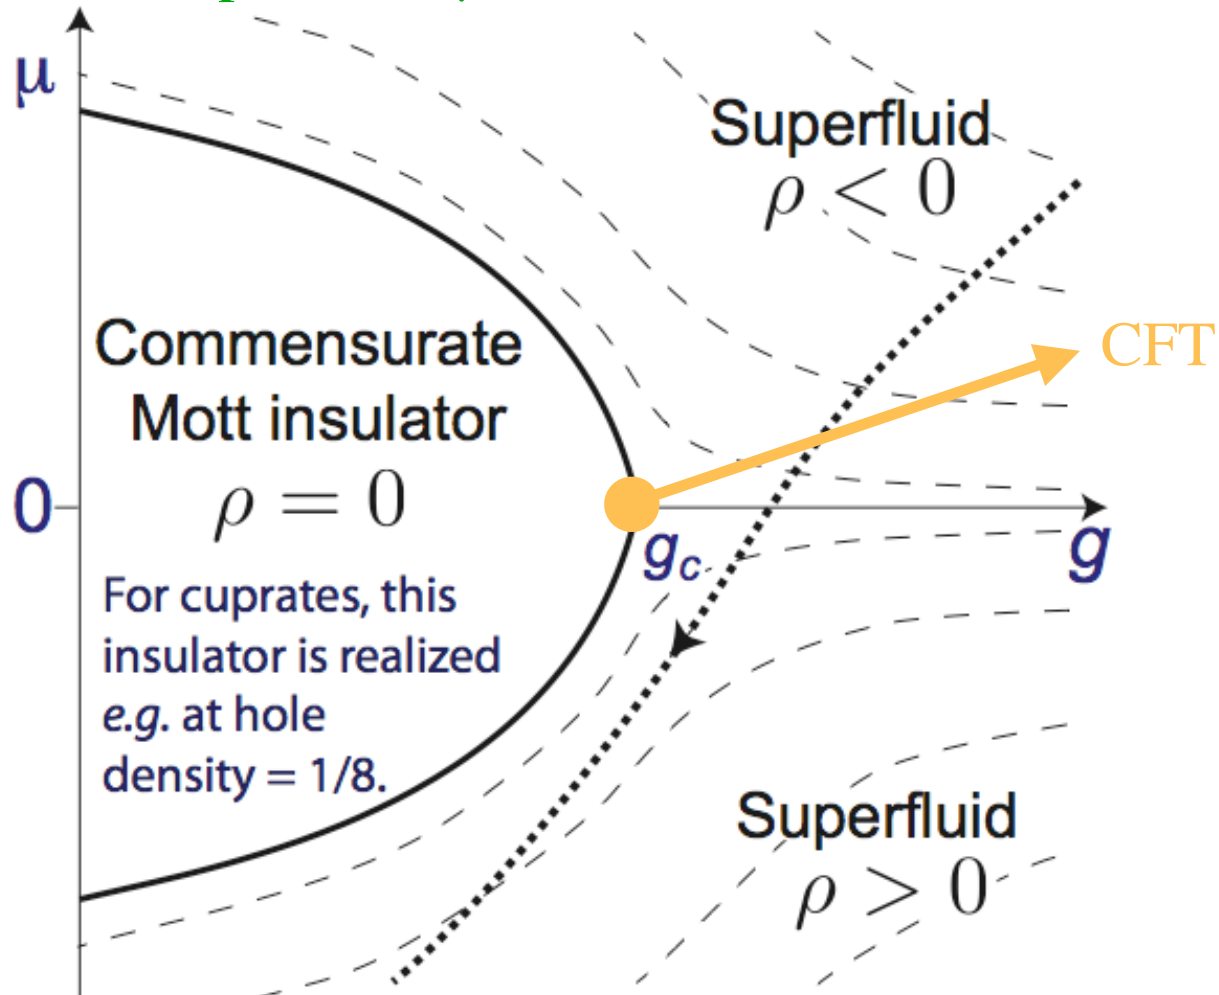 μ
Superfluid
ρ < 0
CFT
Commensurate
Mott insulator
ρ = 0
0
g_c
g
For cuprates, this
insulator is realized
e.g. at hole
density = 1/8.
Superfluid
ρ > 0